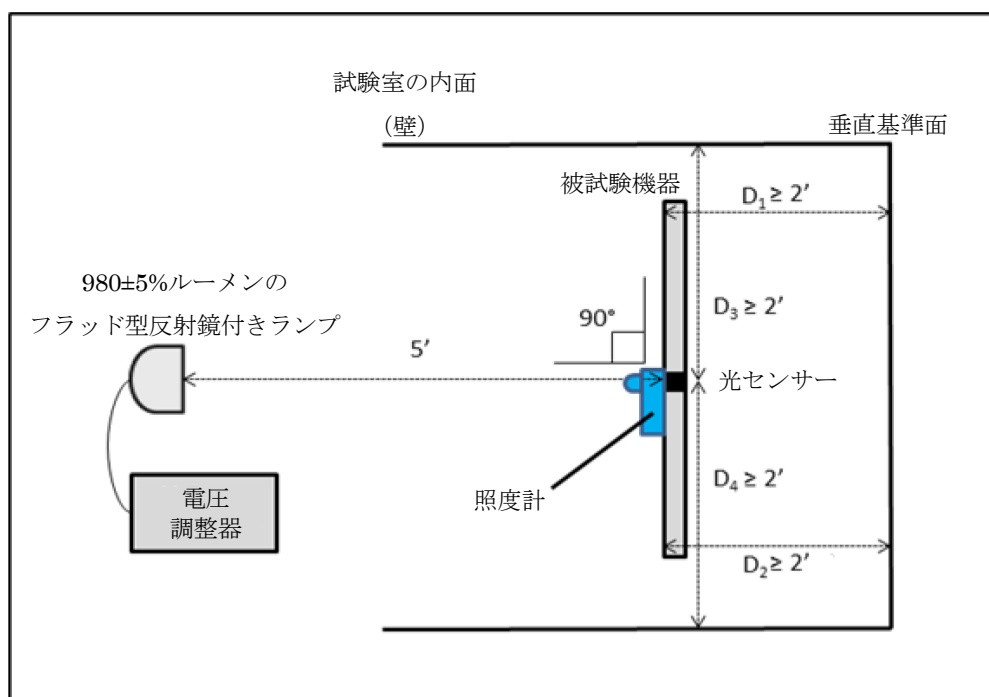 試験室の内面
（壁）
垂直基準面
被試験機器
D₁ ≥ 2′
980±5%ルーメンの
フラッド型反射鏡付きランプ
90°
D₃ ≥ 2′
5′
光センサー
D₄ ≥ 2′
照度計
電圧
調整器
D₂ ≥ 2′